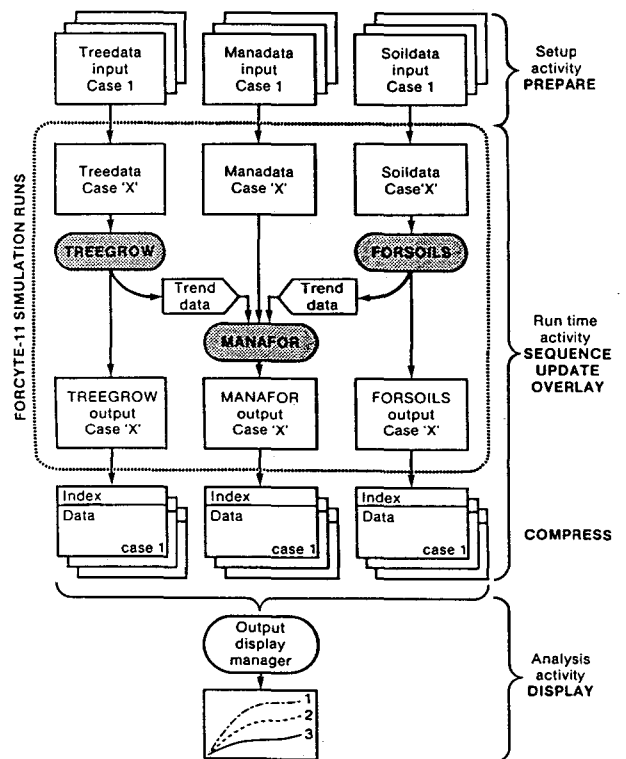 Treedata
input
Case 1
Manadata
input
Case 1
Soildata
input
Case 1
Setup
activity
PREPARE
FORCYTE-11 SIMULATION RUNS
Treedata
Case 'X'
Manadata
Case 'X'
Soildata
Case'X'
TREEGROW
FORSOILS
Trend
data
Trend
data
MANAFOR
Run time
activity
SEQUENCE
UPDATE
OVERLAY
TREEGROW
output
Case 'X'
MANAFOR
output
Case 'X'
FORSOILS
output
Case 'X'
Index
Data
case 1
Index
Data
case 1
Index
Data
case 1
COMPRESS
Output
display
manager
Analysis
activity
DISPLAY
1
2
3